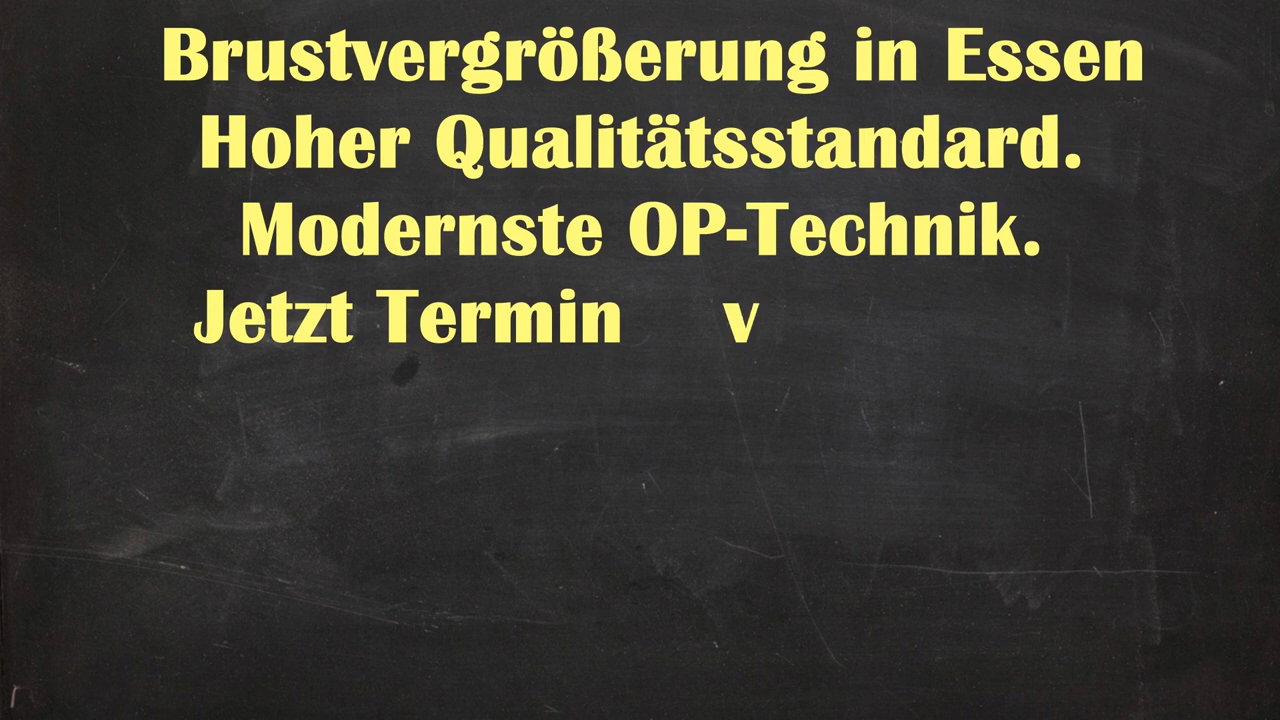 Brustvergrößerung in Essen
Hoher Qualitätsstandard.
Modernste OP-Technik.
Jetzt Termin v